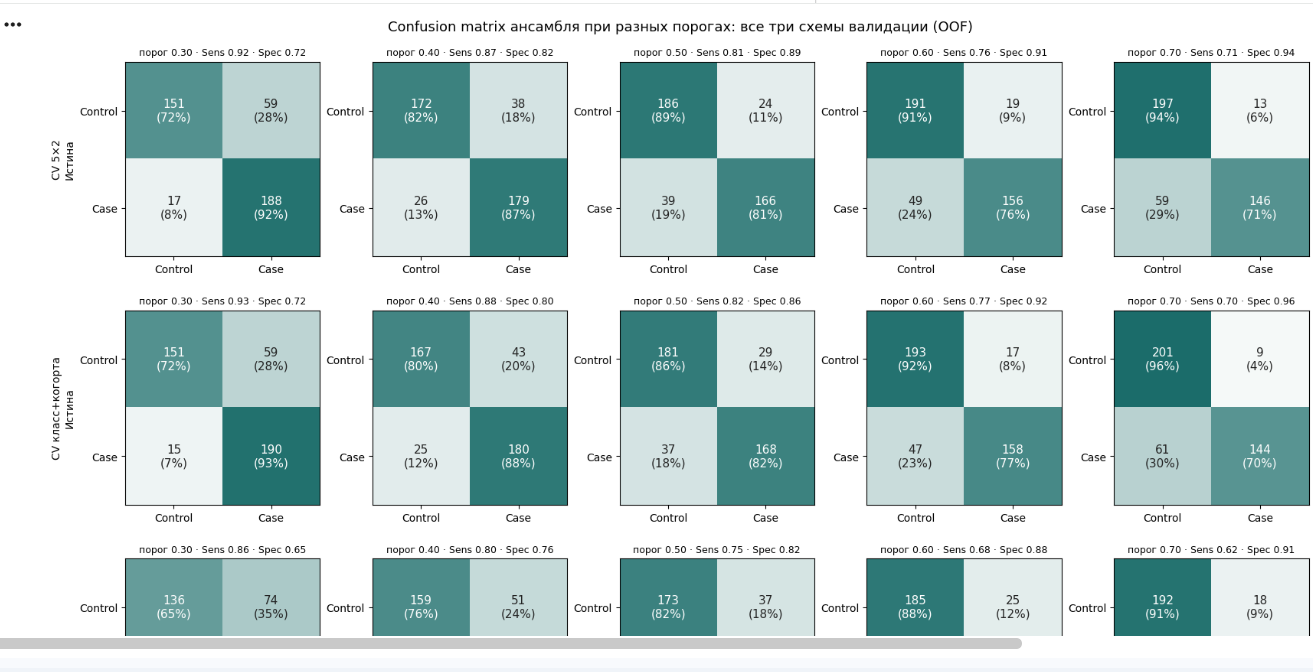 •••
Confusion matrix ансамбля при разных порогах: все три схемы валидации (OOF)
порог 0.30 · Sens 0.92 · Spec 0.72
порог 0.40 · Sens 0.87 · Spec 0.82
порог 0.50 · Sens 0.81 · Spec 0.89
порог 0.60 · Sens 0.76 · Spec 0.91
порог 0.70 · Sens 0.71 · Spec 0.94
CV 5×2
Истина
Control
151
(72%)
59
(28%)
Case
17
(8%)
188
(92%)
Control
Case
Control
172
(82%)
38
(18%)
Case
26
(13%)
179
(87%)
Control
Case
Control
186
(89%)
24
(11%)
Case
39
(19%)
166
(81%)
Control
Case
Control
191
(91%)
19
(9%)
Case
49
(24%)
156
(76%)
Control
Case
Control
197
(94%)
13
(6%)
Case
59
(29%)
146
(71%)
Control
Case
порог 0.30 · Sens 0.93 · Spec 0.72
порог 0.40 · Sens 0.88 · Spec 0.80
порог 0.50 · Sens 0.82 · Spec 0.86
порог 0.60 · Sens 0.77 · Spec 0.92
порог 0.70 · Sens 0.70 · Spec 0.96
CV класс+когорта
Истина
Control
151
(72%)
59
(28%)
Case
15
(7%)
190
(93%)
Control
Case
Control
167
(80%)
43
(20%)
Case
25
(12%)
180
(88%)
Control
Case
Control
181
(86%)
29
(14%)
Case
37
(18%)
168
(82%)
Control
Case
Control
193
(92%)
17
(8%)
Case
47
(23%)
158
(77%)
Control
Case
Control
201
(96%)
9
(4%)
Case
61
(30%)
144
(70%)
Control
Case
порог 0.30 · Sens 0.86 · Spec 0.65
порог 0.40 · Sens 0.80 · Spec 0.76
порог 0.50 · Sens 0.75 · Spec 0.82
порог 0.60 · Sens 0.68 · Spec 0.88
порог 0.70 · Sens 0.62 · Spec 0.91
Control
136
(65%)
74
(35%)
Control
159
(76%)
51
(24%)
Control
173
(82%)
37
(18%)
Control
185
(88%)
25
(12%)
Control
192
(91%)
18
(9%)